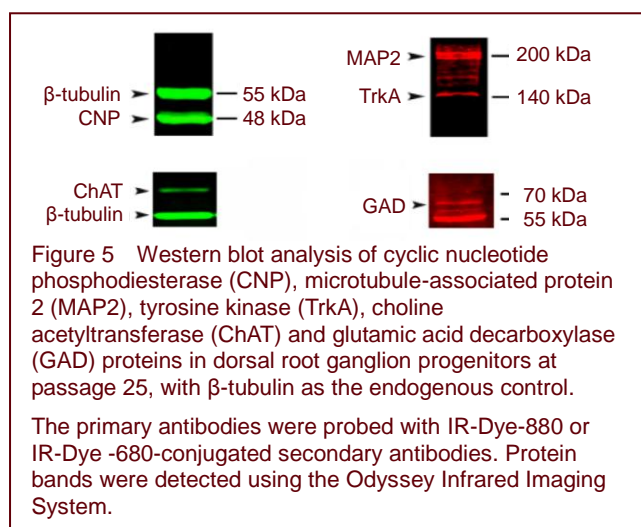 β-tubulin 55 kDa
CNP 48 kDa
MAP2 200 kDa
TrkA 140 kDa
ChAT
β-tubulin
GAD 70 kDa
55 kDa
Figure 5 Western blot analysis of cyclic nucleotide
phosphodiesterase (CNP), microtubule-associated protein
2 (MAP2), tyrosine kinase (TrkA), choline
acetyltransferase (ChAT) and glutamic acid decarboxylase
(GAD) proteins in dorsal root ganglion progenitors at
passage 25, with β-tubulin as the endogenous control.
The primary antibodies were probed with IR-Dye-880 or
IR-Dye -680-conjugated secondary antibodies. Protein
bands were detected using the Odyssey Infrared Imaging
System.